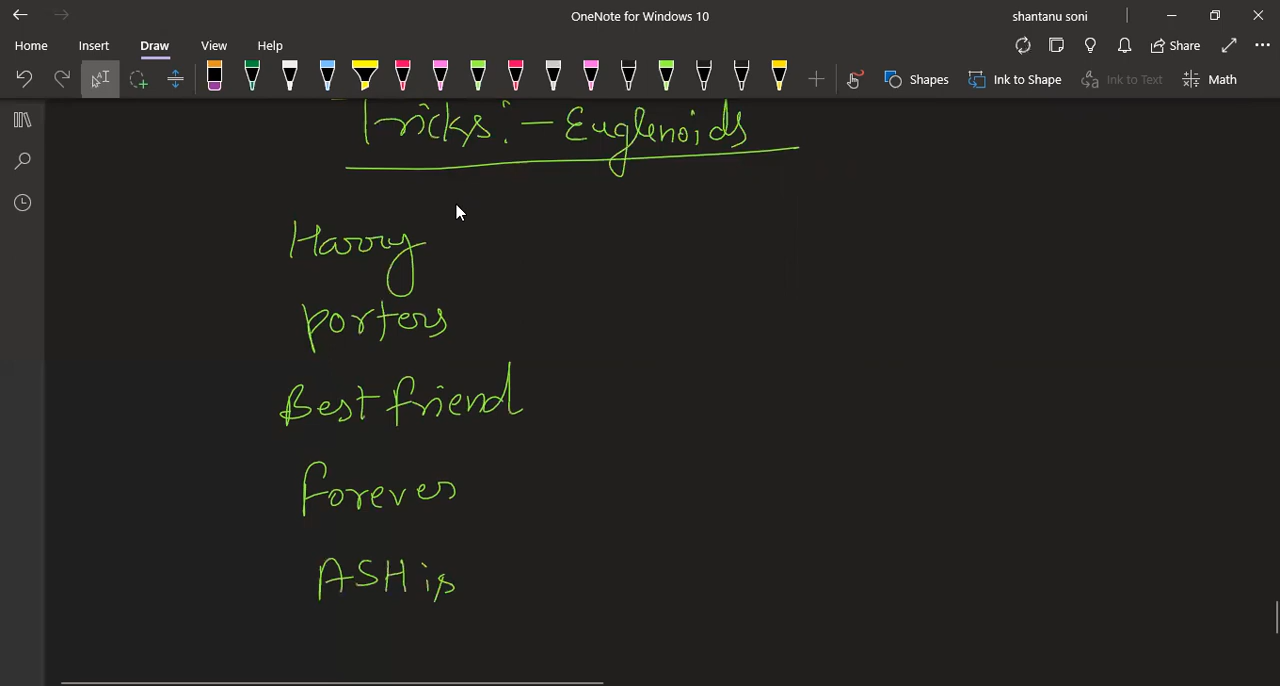 OneNote for Windows 10
shantanu soni
Home Insert Draw View Help
Share
Shapes Ink to Shape Ink to Text Math
Tricks:- Euglenoids
Harry
porters
Best friend
forever
ASH is